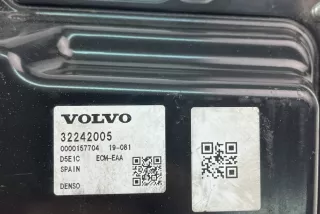 VOLVO
32242005
0000157704 19-081
D5E1C ECM-EAA
SPAIN
DENSO